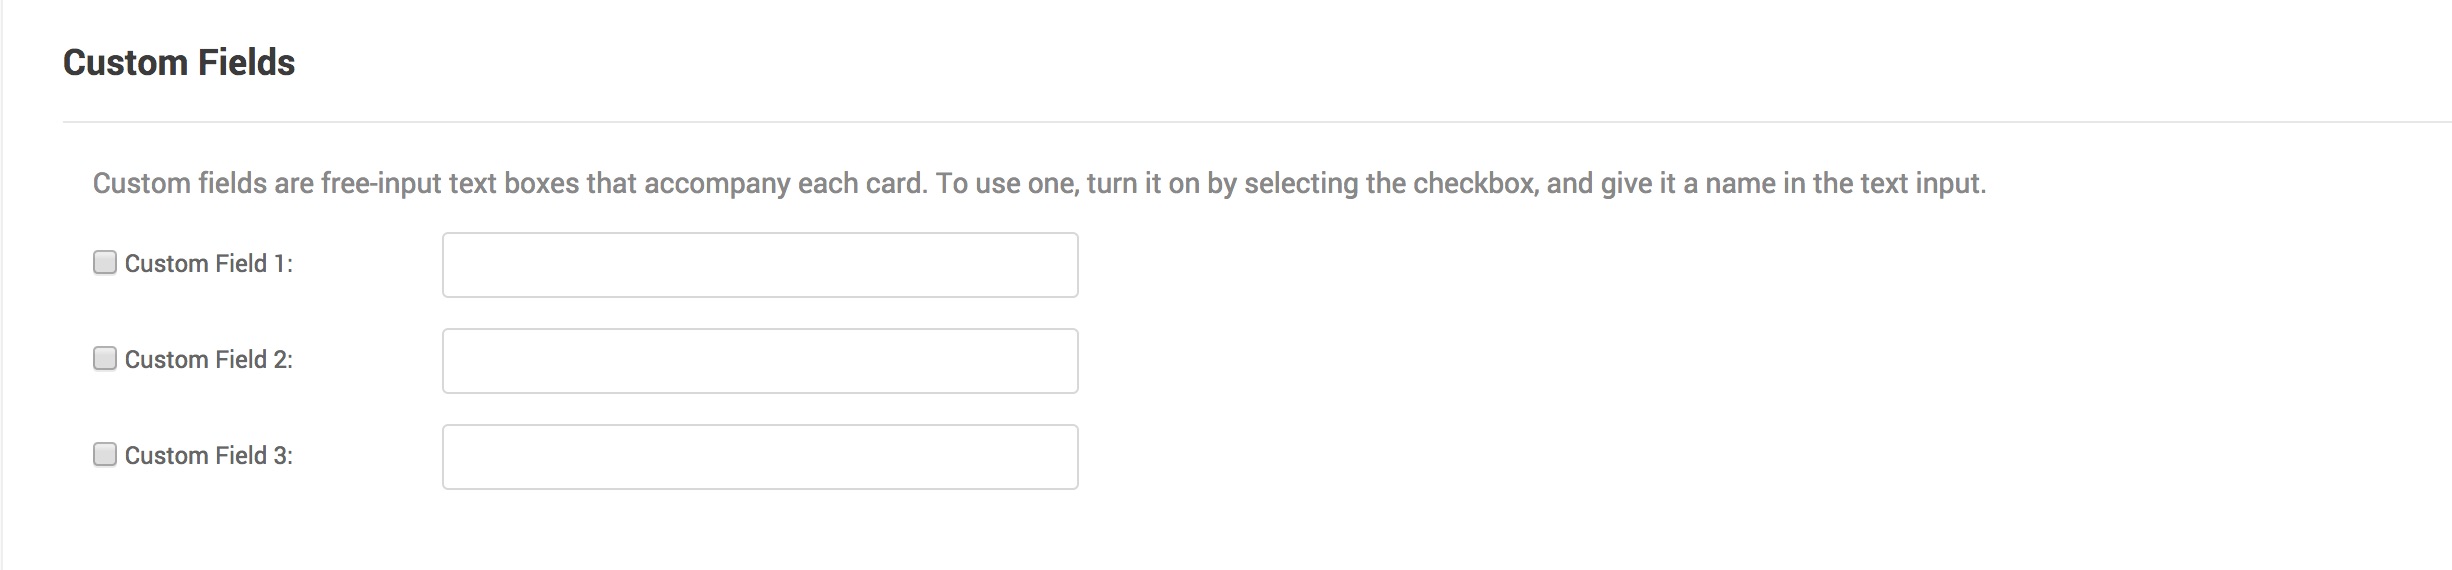 Custom Fields
Custom fields are free-input text boxes that accompany each card. To use one, turn it on by selecting the checkbox, and give it a name in the text input.
Custom Field 1:
Custom Field 2:
Custom Field 3: